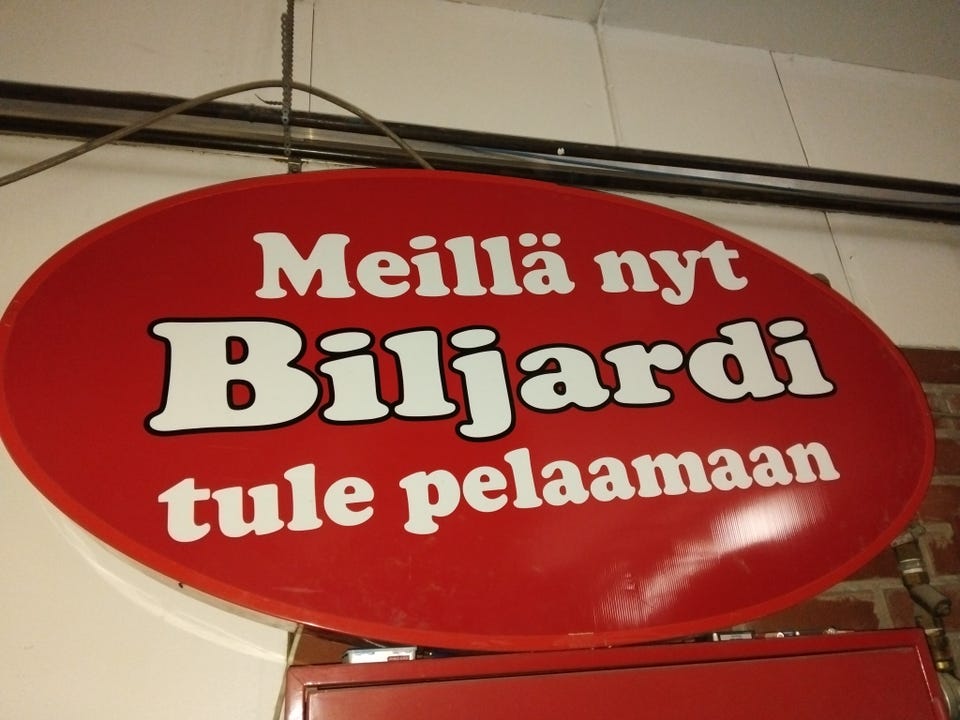 Meillä nyt
Biljardi
tule pelaamaan